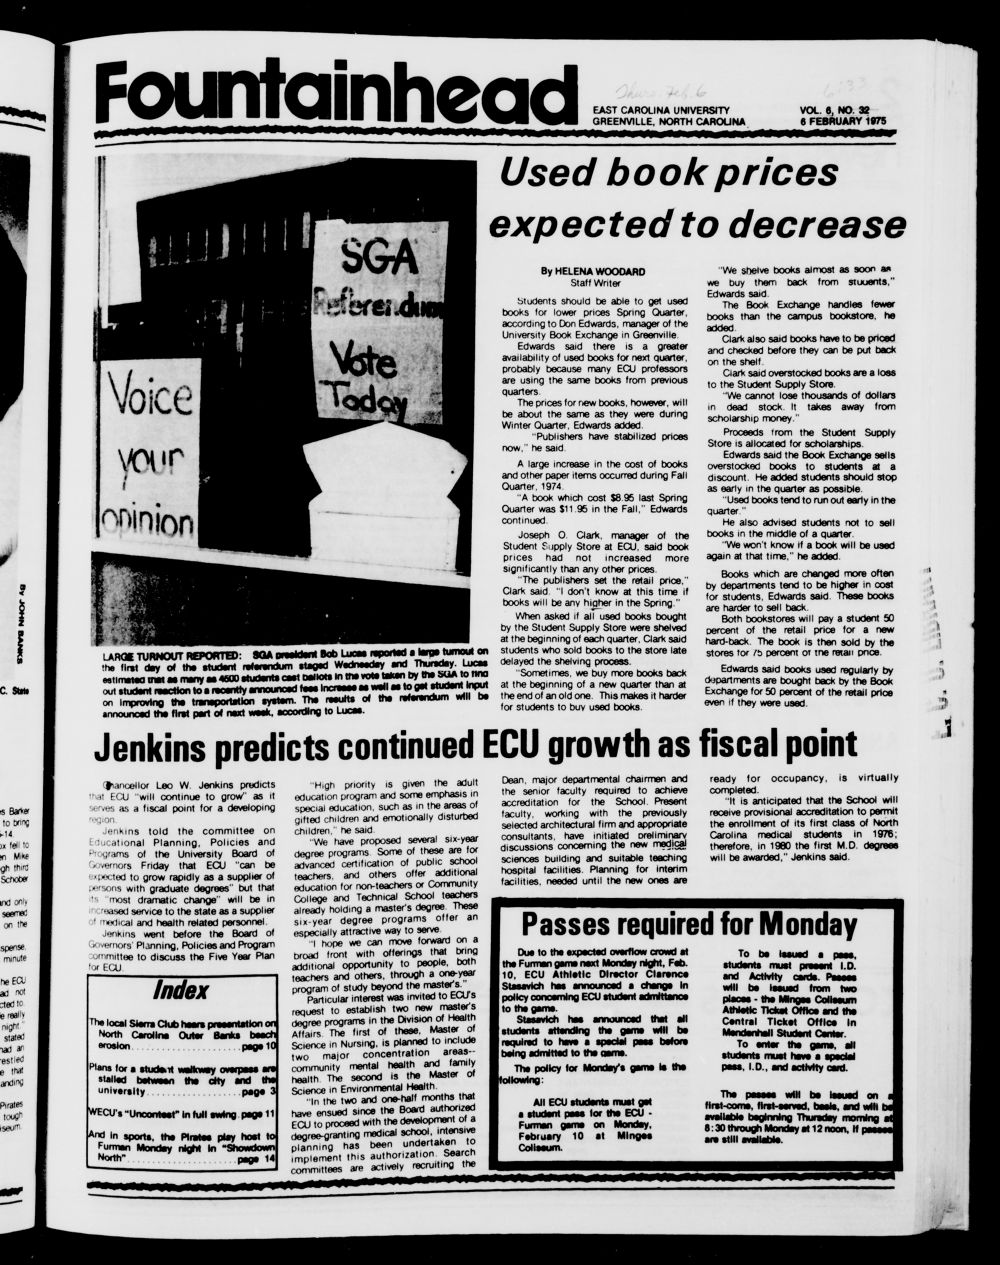 Fountainhead
EAST CAROLINA UNIVERSITY
GREENVILLE, NORTH CAROLINA
VOL. 6, NO. 32
6 FEBRUARY 1975
SGA
Referendum
Vote
Today
Voice
your
opinion
LARGE TURNOUT REPORTED: SGA president Bob Lucas reported a large turnout on
the first day of the student referendum staged Wednesday and Thursday. Lucas
estimated that as many as 4600 students cast ballots in the vote taken by the SGA to find
out student reaction to a recently announced fees increase as well as to get student input
on improving the transportation system. The results of the referendum will be
announced the first part of next week, according to Lucas.
Used book prices
expected to decrease
By HELENA WOODARD
Staff Writer
Students should be able to get used
books for lower prices Spring Quarter,
according to Don Edwards, manager of the
University Book Exchange in Greenville.
Edwards said there is a greater
availability of used books for next quarter,
probably because many ECU professors
are using the same books from previous
quarters.
The prices for new books, however, will
be about the same as they were during
Winter Quarter, Edwards added.
"Publishers have stabilized prices
now," he said.
A large increase in the cost of books
and other paper items occurred during Fall
Quarter, 1974.
"A book which cost $8.95 last Spring
Quarter was $11.95 in the Fall," Edwards
continued.
Joseph O. Clark, manager of the
Student Supply Store at ECU, said book
prices had not increased more
significantly than any other prices.
"The publishers set the retail price,"
Clark said. "I don't know at this time if
books will be any higher in the Spring."
When asked if all used books bought
by the Student Supply Store were shelved
at the beginning of each quarter, Clark said
students who sold books to the store late
delayed the shelving process.
"Sometimes, we buy more books back
at the beginning of a new quarter than at
the end of an old one. This makes it harder
for students to buy used books.
"We shelve books almost as soon as
we buy them back from students,"
Edwards said.
The Book Exchange handles fewer
books than the campus bookstore, he
added.
Clark also said books have to be priced
and checked before they can be put back
on the shelf.
Clark said overstocked books are a loss
to the Student Supply Store.
"We cannot lose thousands of dollars
in dead stock. It takes away from
scholarship money."
Proceeds from the Student Supply
Store is allocated for scholarships.
Edwards said the Book Exchange sells
overstocked books to students at a
discount. He added students should stop
as early in the quarter as possible.
"Used books tend to run out early in the
quarter."
He also advised students not to sell
books in the middle of a quarter.
"We won't know if a book will be used
again at that time," he added.
Books which are changed more often
by departments tend to be higher in cost
for students, Edwards said. These books
are harder to sell back.
Both bookstores will pay a student 50
percent of the retail price for a new
hard-back. The book is then sold by the
stores for 75 percent of the retail price.
Edwards said books used regularly by
departments are bought back by the Book
Exchange for 50 percent of the retail price
even if they were used.
Jenkins predicts continued ECU growth as fiscal point
Chancellor Leo W. Jenkins predicts
that ECU "will continue to grow" as it
serves as a fiscal point for a developing
region.
Jenkins told the committee on
Educational Planning, Policies and
Programs of the University Board of
Governors Friday that ECU "can be
expected to grow rapidly as a supplier of
persons with graduate degrees" but that
its "most dramatic change" will be in
increased service to the state as a supplier
of medical and health related personnel.
Jenkins went before the Board of
Governors' Planning, Policies and Program
committee to discuss the Five Year Plan
for ECU.
Index
The local Sierra Club hears presentation on
North Carolina Outer Banks beach
erosion. . . . . . . . . . . . . . . . . . . page 10
Plans for a student walkway overpass are
stalled between the city and the
university. . . . . . . . . . . . . . . . . page 3
WECU's "Uncontest" in full swing. page 11
And in sports, the Pirates play host to
Furman Monday night in "Showdown
North". . . . . . . . . . . . . . . . . . page 14
"High priority is given the adult
education program and some emphasis in
special education, such as in the areas of
gifted children and emotionally disturbed
children," he said.
"We have proposed several six-year
degree programs. Some of these are for
advanced certification of public school
teachers, and others offer additional
education for non-teachers or Community
College and Technical School teachers
already holding a master's degree. These
six-year degree programs offer an
especially attractive way to serve.
"I hope we can move forward on a
broad front with offerings that bring
additional opportunity to people, both
teachers and others, through a one-year
program of study beyond the master's."
Particular interest was invited to ECU's
request to establish two new master's
degree programs in the Division of Health
Affairs. The first of these, Master of
Science in Nursing, is planned to include
two major concentration areas--
community mental health and family
health. The second is the Master of
Science in Environmental Health.
"In the two and one-half months that
have ensued since the Board authorized
ECU to proceed with the development of a
degree-granting medical school, intensive
planning has been undertaken to
implement this authorization. Search
committees are actively recruiting the
Dean, major departmental chairmen and
the senior faculty required to achieve
accreditation for the School. Present
faculty, working with the previously
selected architectural firm and appropriate
consultants, have initiated preliminary
discussions concerning the new medical
sciences building and suitable teaching
hospital facilities. Planning for interim
facilities, needed until the new ones are
ready for occupancy, is virtually
completed.
"It is anticipated that the School will
receive provisional accreditation to permit
the enrollment of its first class of North
Carolina medical students in 1976;
therefore, in 1980 the first M.D. degrees
will be awarded," Jenkins said.
Passes required for Monday
Due to the expected overflow crowd at
the Furman game next Monday night, Feb.
10, ECU Athletic Director Clarence
Stasavich has announced a change in
policy concerning ECU student admittance
to the game.
Stasavich has announced that all
students attending the game will be
required to have a special pass before
being admitted to the game.
The policy for Monday's game is the
following:
All ECU students must get
a student pass for the ECU -
Furman game on Monday,
February 10 at Minges
Coliseum.
To be issued a pass,
students must present I.D.
and Activity cards. Passes
will be issued from two
places - the Minges Coliseum
Athletic Ticket Office and the
Central Ticket Office in
Mendenhall Student Center.
To enter the game, all
students must have a special
pass, I.D., and activity card.
The passes will be issued on a
first-come, first-served, basis, and will be
available beginning Thursday morning at
8:30 through Monday at 12 noon, if passes
are still available.
By JOHN BANKS
C. State
Barker
to bring
fell to
Mike
third
Schober
and only
seemed
on the
minute
the ECU
not
to.
really
night."
stated
an
that
Pirates
tough